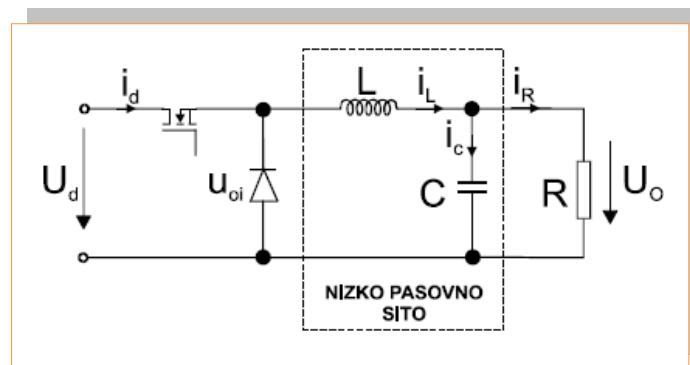 i_d
L
i_L
i_R
i_c
U_d
u_oi
C
R
U_O
NIZKO PASOVNO
SITO